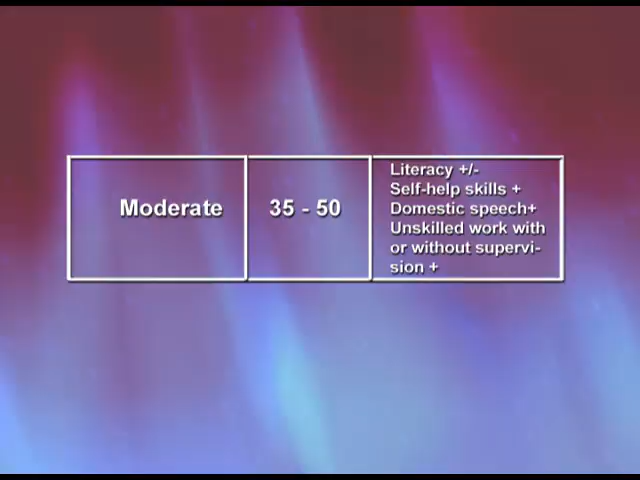 Moderate
35 - 50
Literacy +/-
Self-help skills +
Domestic speech+
Unskilled work with
or without supervi-
sion +